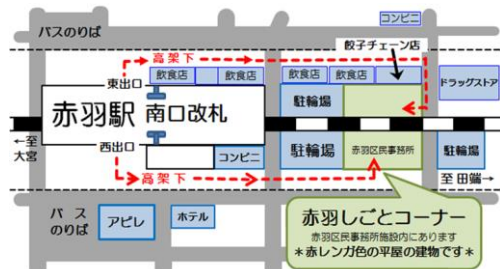 コンビニ
バスのりば
餃子チェーン店
高架下
東出口
飲食店
飲食店
飲食店
飲食店
ドラッグストア
駐輪場
赤羽駅 南口改札
←至
大宮
西出口
コンビニ
駐輪場
赤羽区民事務所
駐輪場
高架下
至田端→
バス
のりば
アピレ
ホテル
赤羽しごとコーナー
赤羽区民事務所施設内にあります
*赤レンガ色の平屋の建物です*